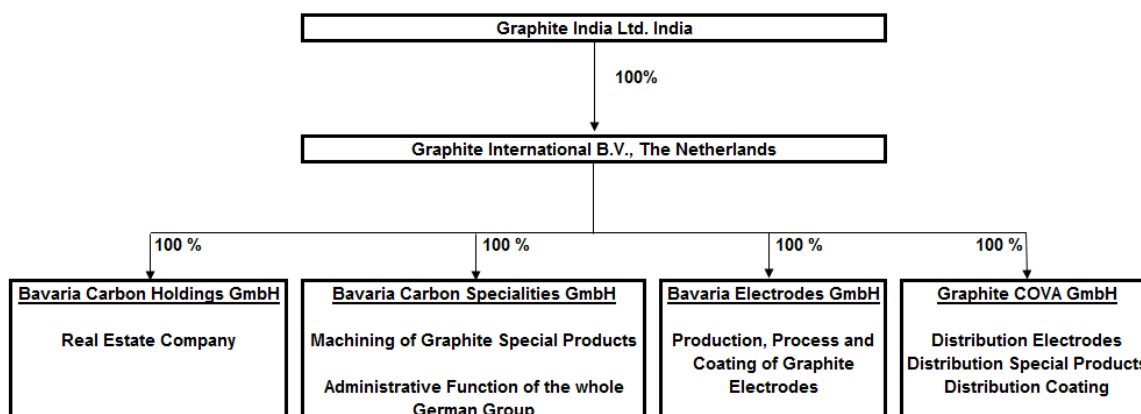 Graphite India Ltd. India
100%
Graphite International B.V., The Netherlands
100 %
100 %
100 %
100 %
Bavaria Carbon Holdings GmbH
Real Estate Company
Bavaria Carbon Specialities GmbH
Machining of Graphite Special Products
Administrative Function of the whole
German Group
Bavaria Electrodes GmbH
Production, Process and
Coating of Graphite
Electrodes
Graphite COVA GmbH
Distribution Electrodes
Distribution Special Products
Distribution Coating